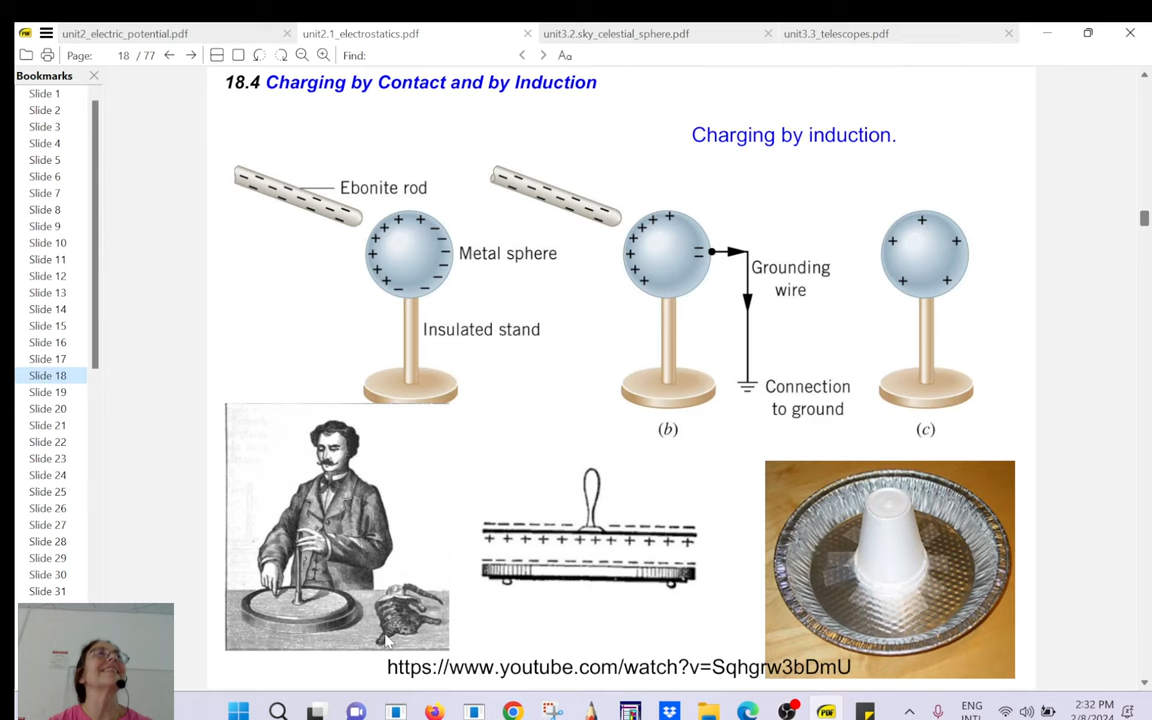 unit2_electric_potential.pdf
unit2.1_electrostatics.pdf
unit3.2.sky_celestial_sphere.pdf
unit3.3_telescopes.pdf
Page: 18 / 77 Find: Aa
Bookmarks
Slide 1
Slide 2
Slide 3
Slide 4
Slide 5
Slide 6
Slide 7
Slide 8
Slide 9
Slide 10
Slide 11
Slide 12
Slide 13
Slide 14
Slide 15
Slide 16
Slide 17
Slide 18
Slide 19
Slide 20
Slide 21
Slide 22
Slide 23
Slide 24
Slide 25
Slide 26
Slide 27
Slide 28
Slide 29
Slide 30
Slide 31
18.4 Charging by Contact and by Induction
Charging by induction.
Ebonite rod
Metal sphere
Insulated stand
Grounding
wire
Connection
to ground
(b)
(c)
https://www.youtube.com/watch?v=Sqhgrw3bDmU
ENG
INTL
2:32 PM